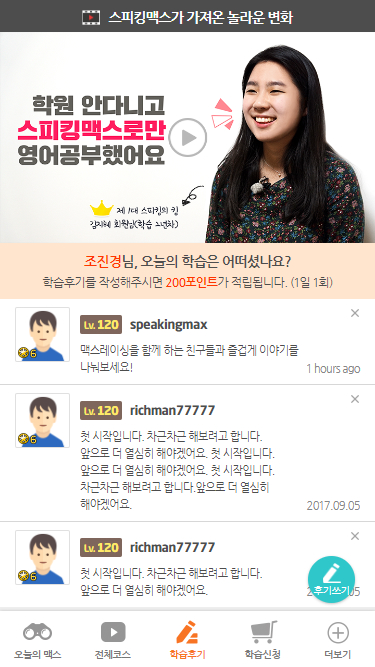 스피킹맥스가 가져온 놀라운 변화
학원 안다니고
스피킹맥스로만
영어공부했어요
제 1대 스피킹의 킹
김지혜 회원님(학습 2년차)
조진경님, 오늘의 학습은 어떠셨나요?
학습후기를 작성해주시면 200포인트가 적립됩니다. (1일 1회)
Lv. 120 speakingmax
6
맥스레이싱을 함께 하는 친구들과 즐겁게 이야기를
나눠보세요!
1 hours ago
Lv. 120 richman77777
6
첫 시작입니다. 차근차근 해보려고 합니다.
앞으로 더 열심히 해야겠어요. 첫 시작입니다.
앞으로 더 열심히 해야겠어요. 첫 시작입니다.
차근차근 해보려고 합니다.앞으로 더 열심히
해야겠어요.
2017.09.05
Lv. 120 richman77777
6
첫 시작입니다. 차근차근 해보려고 합니다.
앞으로 더 열심히 해야겠어요.
후기쓰기
오늘의 맥스 전체코스 학습후기 학습신청 더보기